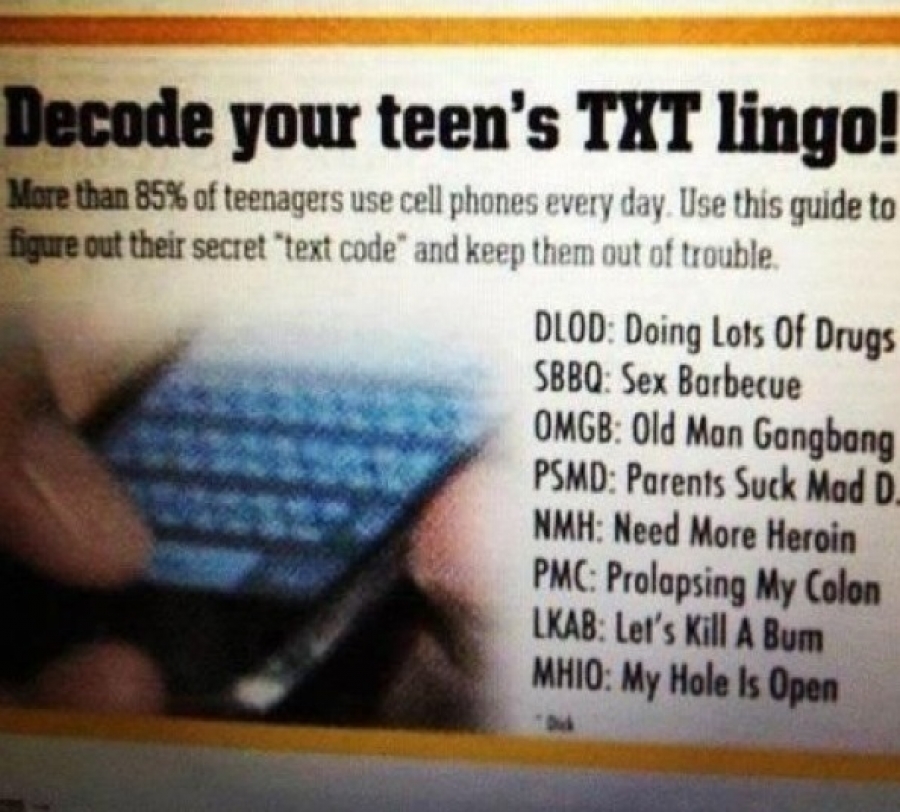 Decode your teen's TXT lingo!
More than 85% of teenagers use cell phones every day. Use this guide to
figure out their secret "text code" and keep them out of trouble.
DLOD: Doing Lots Of Drugs
SBBQ: Sex Barbecue
OMGB: Old Man Gangbang
PSMD: Parents Suck Mad D.
NMH: Need More Heroin
PMC: Prolapsing My Colon
LKAB: Let's Kill A Bum
MHIO: My Hole Is Open
* Dick